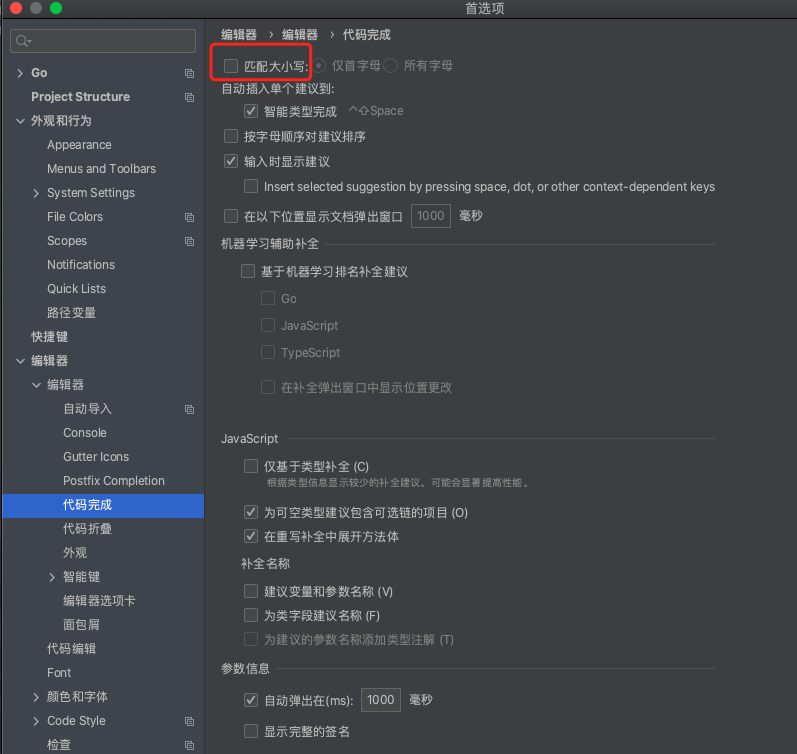 首选项
Go
Project Structure
外观和行为
Appearance
Menus and Toolbars
System Settings
File Colors
Scopes
Notifications
Quick Lists
路径变量
快捷键
编辑器
编辑器
自动导入
Console
Gutter Icons
Postfix Completion
代码完成
代码折叠
外观
智能键
编辑器选项卡
面包屑
代码编辑
Font
颜色和字体
Code Style
检查
编辑器 › 编辑器 › 代码完成
匹配大小写: 仅首字母 所有字母
自动插入单个建议到:
智能类型完成 ^⇧Space
按字母顺序对建议排序
输入时显示建议
Insert selected suggestion by pressing space, dot, or other context-dependent keys
在以下位置显示文档弹出窗口 1000 毫秒
机器学习辅助补全
基于机器学习排名补全建议
Go
JavaScript
TypeScript
在补全弹出窗口中显示位置更改
JavaScript
仅基于类型补全 (C)
根据类型信息显示较少的补全建议。可能会显著提高性能。
为可空类型建议包含可选链的项目 (O)
在重写补全中展开方法体
补全名称
建议变量和参数名称 (V)
为类字段建议名称 (F)
为建议的参数名称添加类型注解 (T)
参数信息
自动弹出在(ms): 1000 毫秒
显示完整的签名